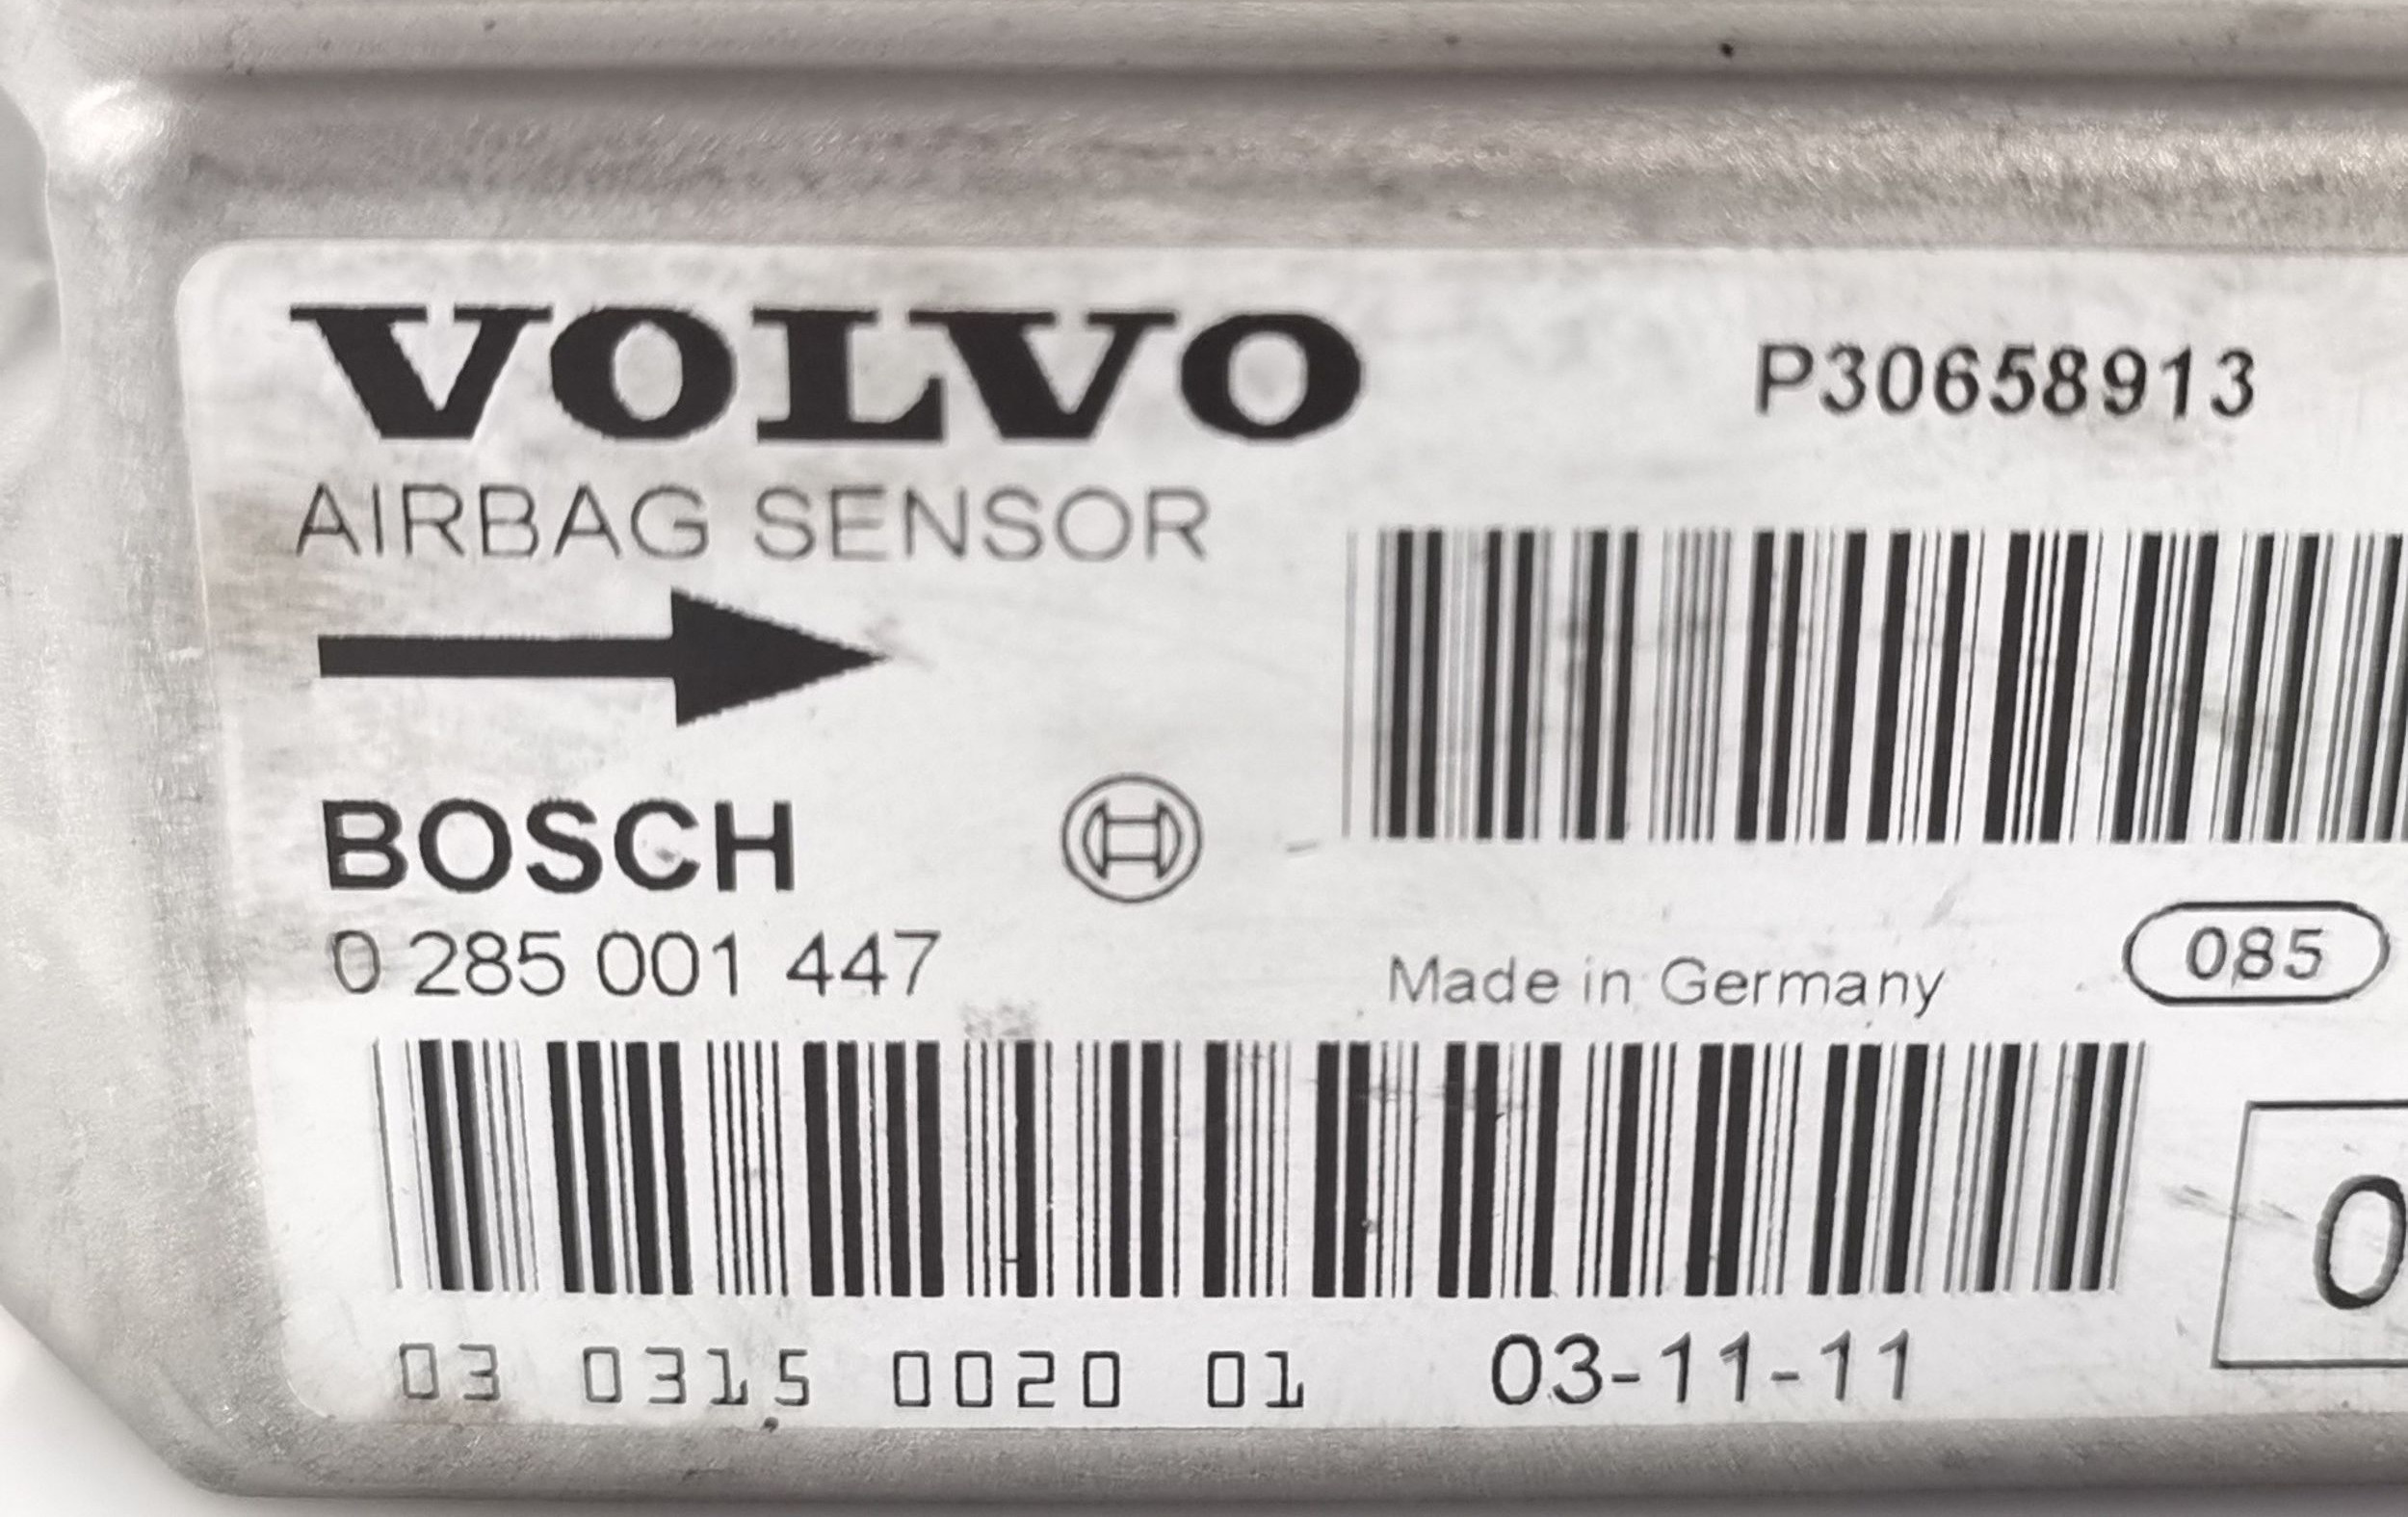 VOLVO
P30658913
AIRBAG SENSOR
BOSCH
0 285 001 447
Made in Germany
085
0
03 0315 0020 01
03-11-11